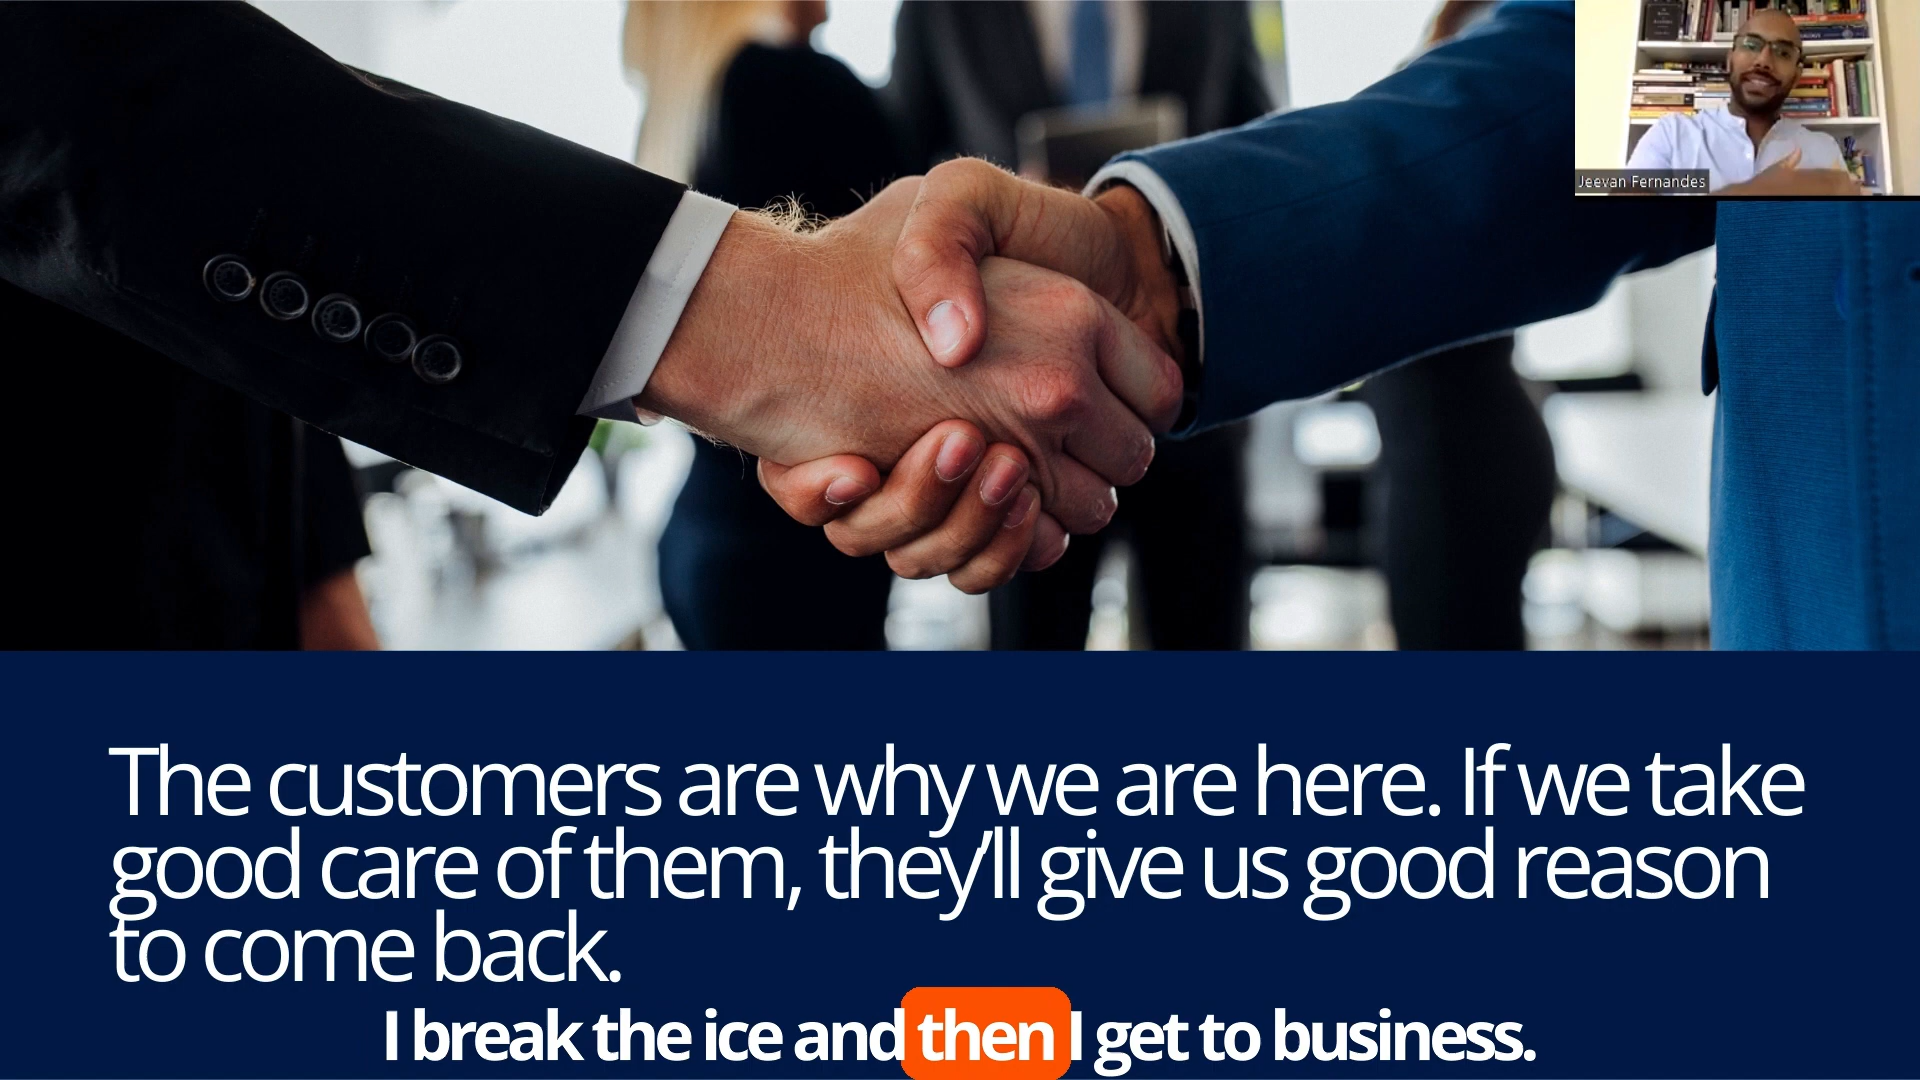 Jeevan Fernandes
The customers are why we are here. If we take
good care of them, they'll give us good reason
to come back.
I break the ice and then I get to business.